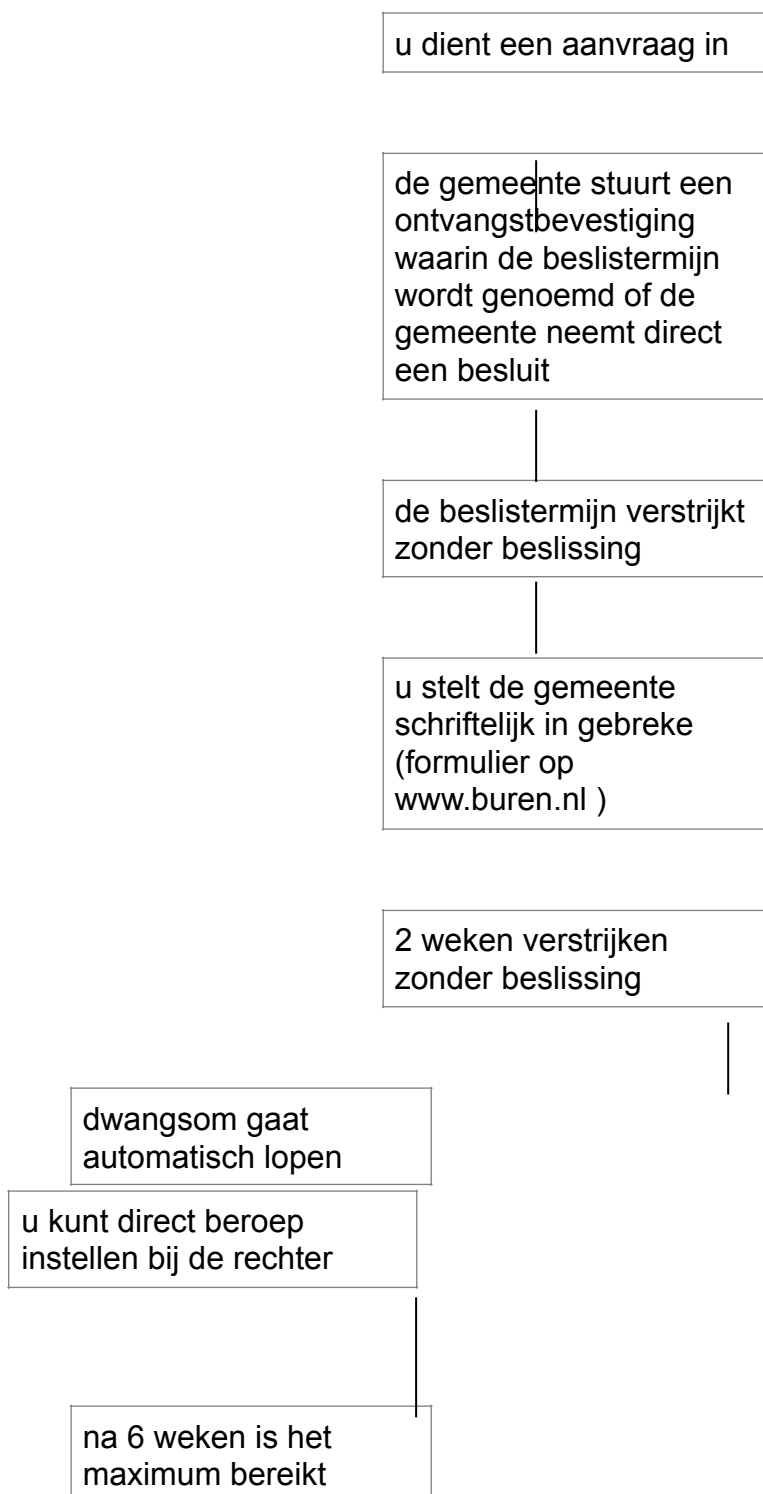 u dient een aanvraag in
de gemeente stuurt een
ontvangstbevestiging
waarin de beslistermijn
wordt genoemd of de
gemeente neemt direct
een besluit
de beslistermijn verstrijkt
zonder beslissing
u stelt de gemeente
schriftelijk in gebreke
(formulier op
www.buren.nl )
2 weken verstrijken
zonder beslissing
dwangsom gaat
automatisch lopen
u kunt direct beroep
instellen bij de rechter
na 6 weken is het
maximum bereikt